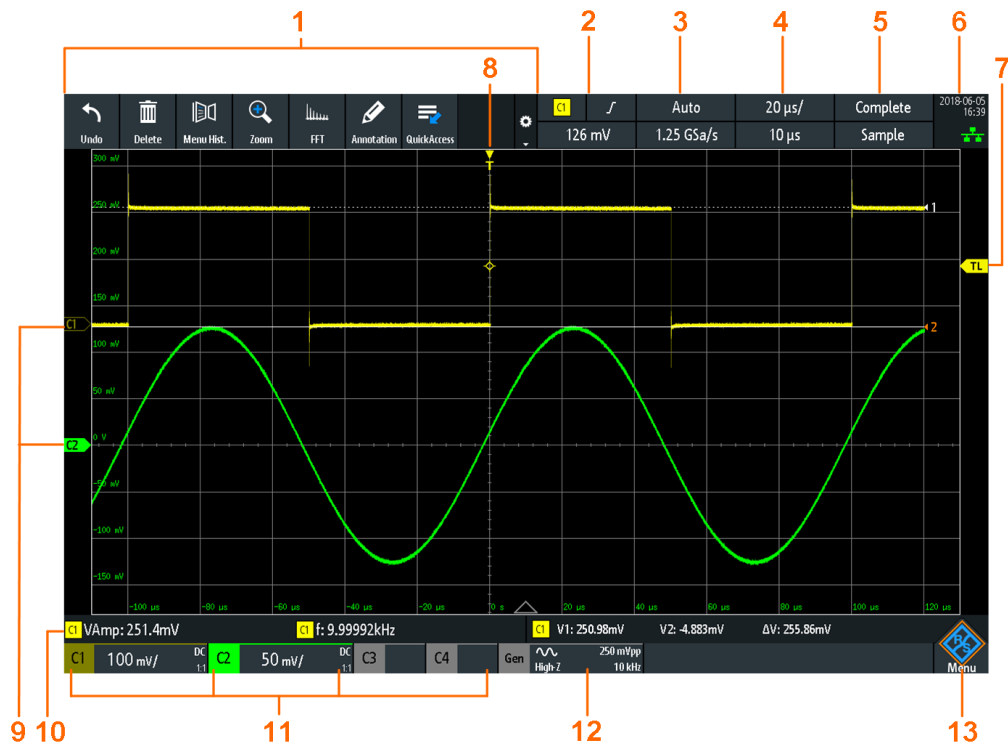 1
2
3
4
5
6
7
8
Undo
Delete
Menu Hist.
Zoom
FFT
Annotation
QuickAccess
C1
Auto
20 µs/
Complete
2018-06-05
16:39
126 mV
1.25 GSa/s
10 µs
Sample
T
300 mV
250 mV
1
200 mV
TL
150 mV
C1
2
100 mV
50 mV
C2
0 V
-50 mV
-100 mV
-150 mV
-100 µs
-80 µs
-60 µs
-40 µs
-20 µs
0 s
20 µs
40 µs
60 µs
80 µs
100 µs
120 µs
C1 VAmp: 251.4mV
C1 f: 9.99992kHz
C1 V1: 250.98mV V2: -4.883mV ΔV: 255.86mV
C1 100 mV/ DC 1:1
C2 50 mV/ DC 1:1
C3
C4
Gen High-Z 250 mVpp 10 kHz
R&S
Menu
9
10
11
12
13